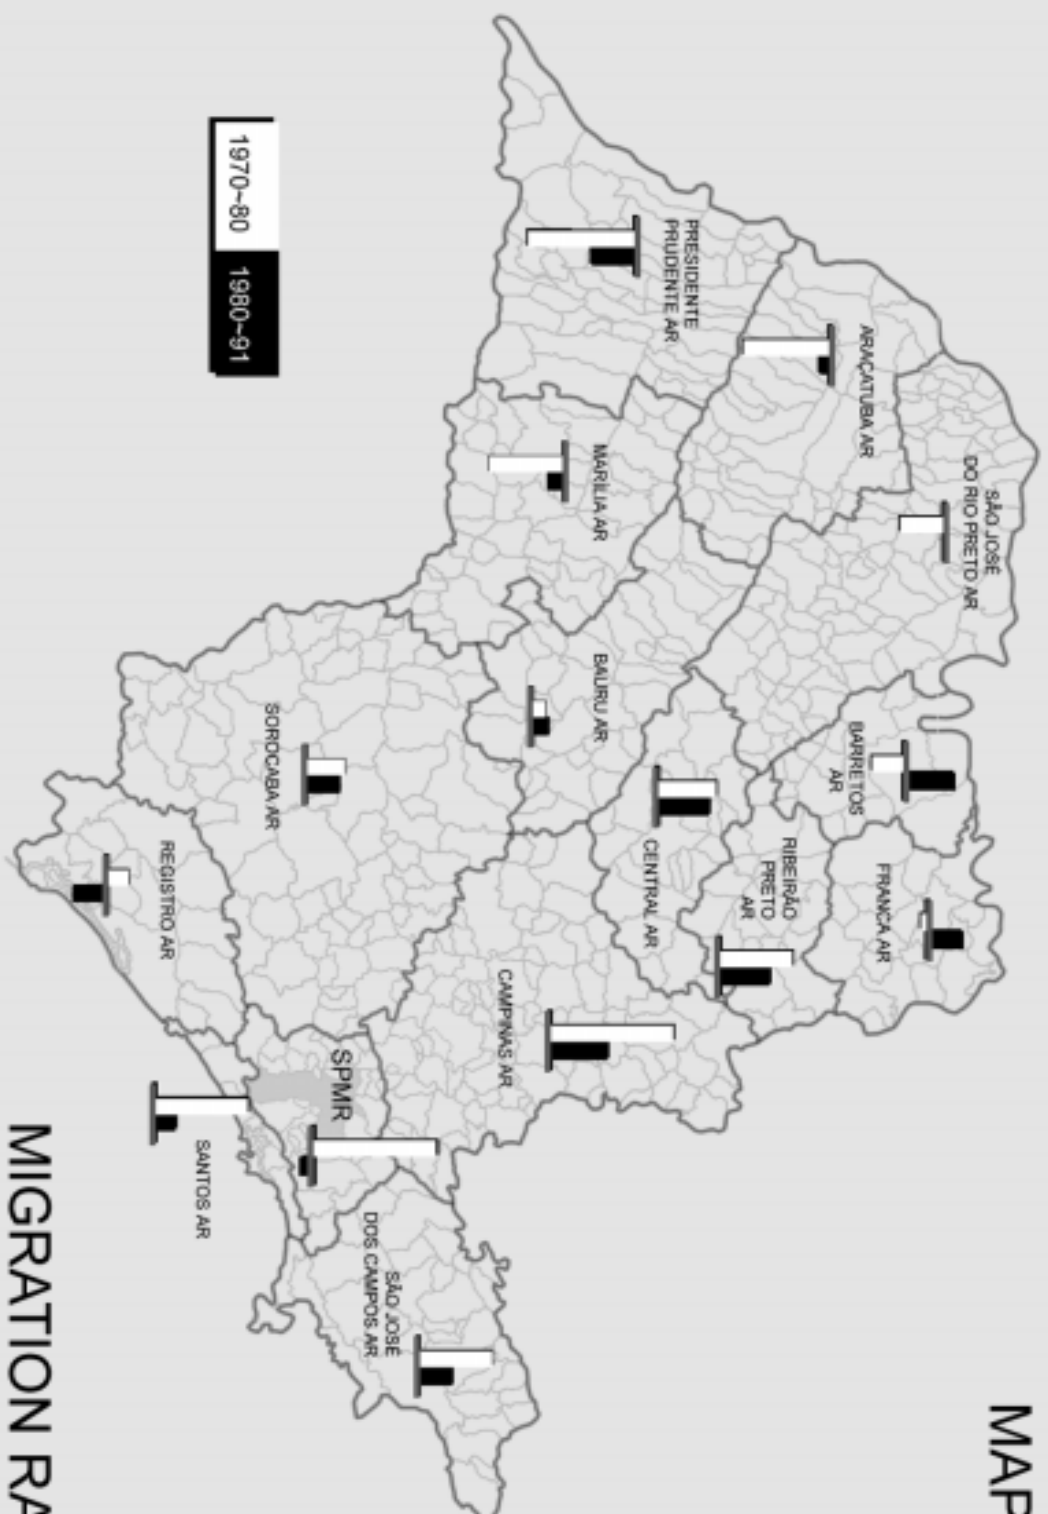 MAP
MIGRATION RA
1970~80
1980~91
SÃO JOSÉ
DO RIO PRETO AR
ARAÇATUBA AR
PRESIDENTE
PRUDENTE AR
MARÍLIA AR
BAURU AR
BARRETOS
AR
FRANCA AR
RIBEIRÃO
PRETO
AR
CENTRAL AR
CAMPINAS AR
SOROCABA AR
REGISTRO AR
SPMR
SANTOS AR
SÃO JOSÉ
DOS CAMPOS AR